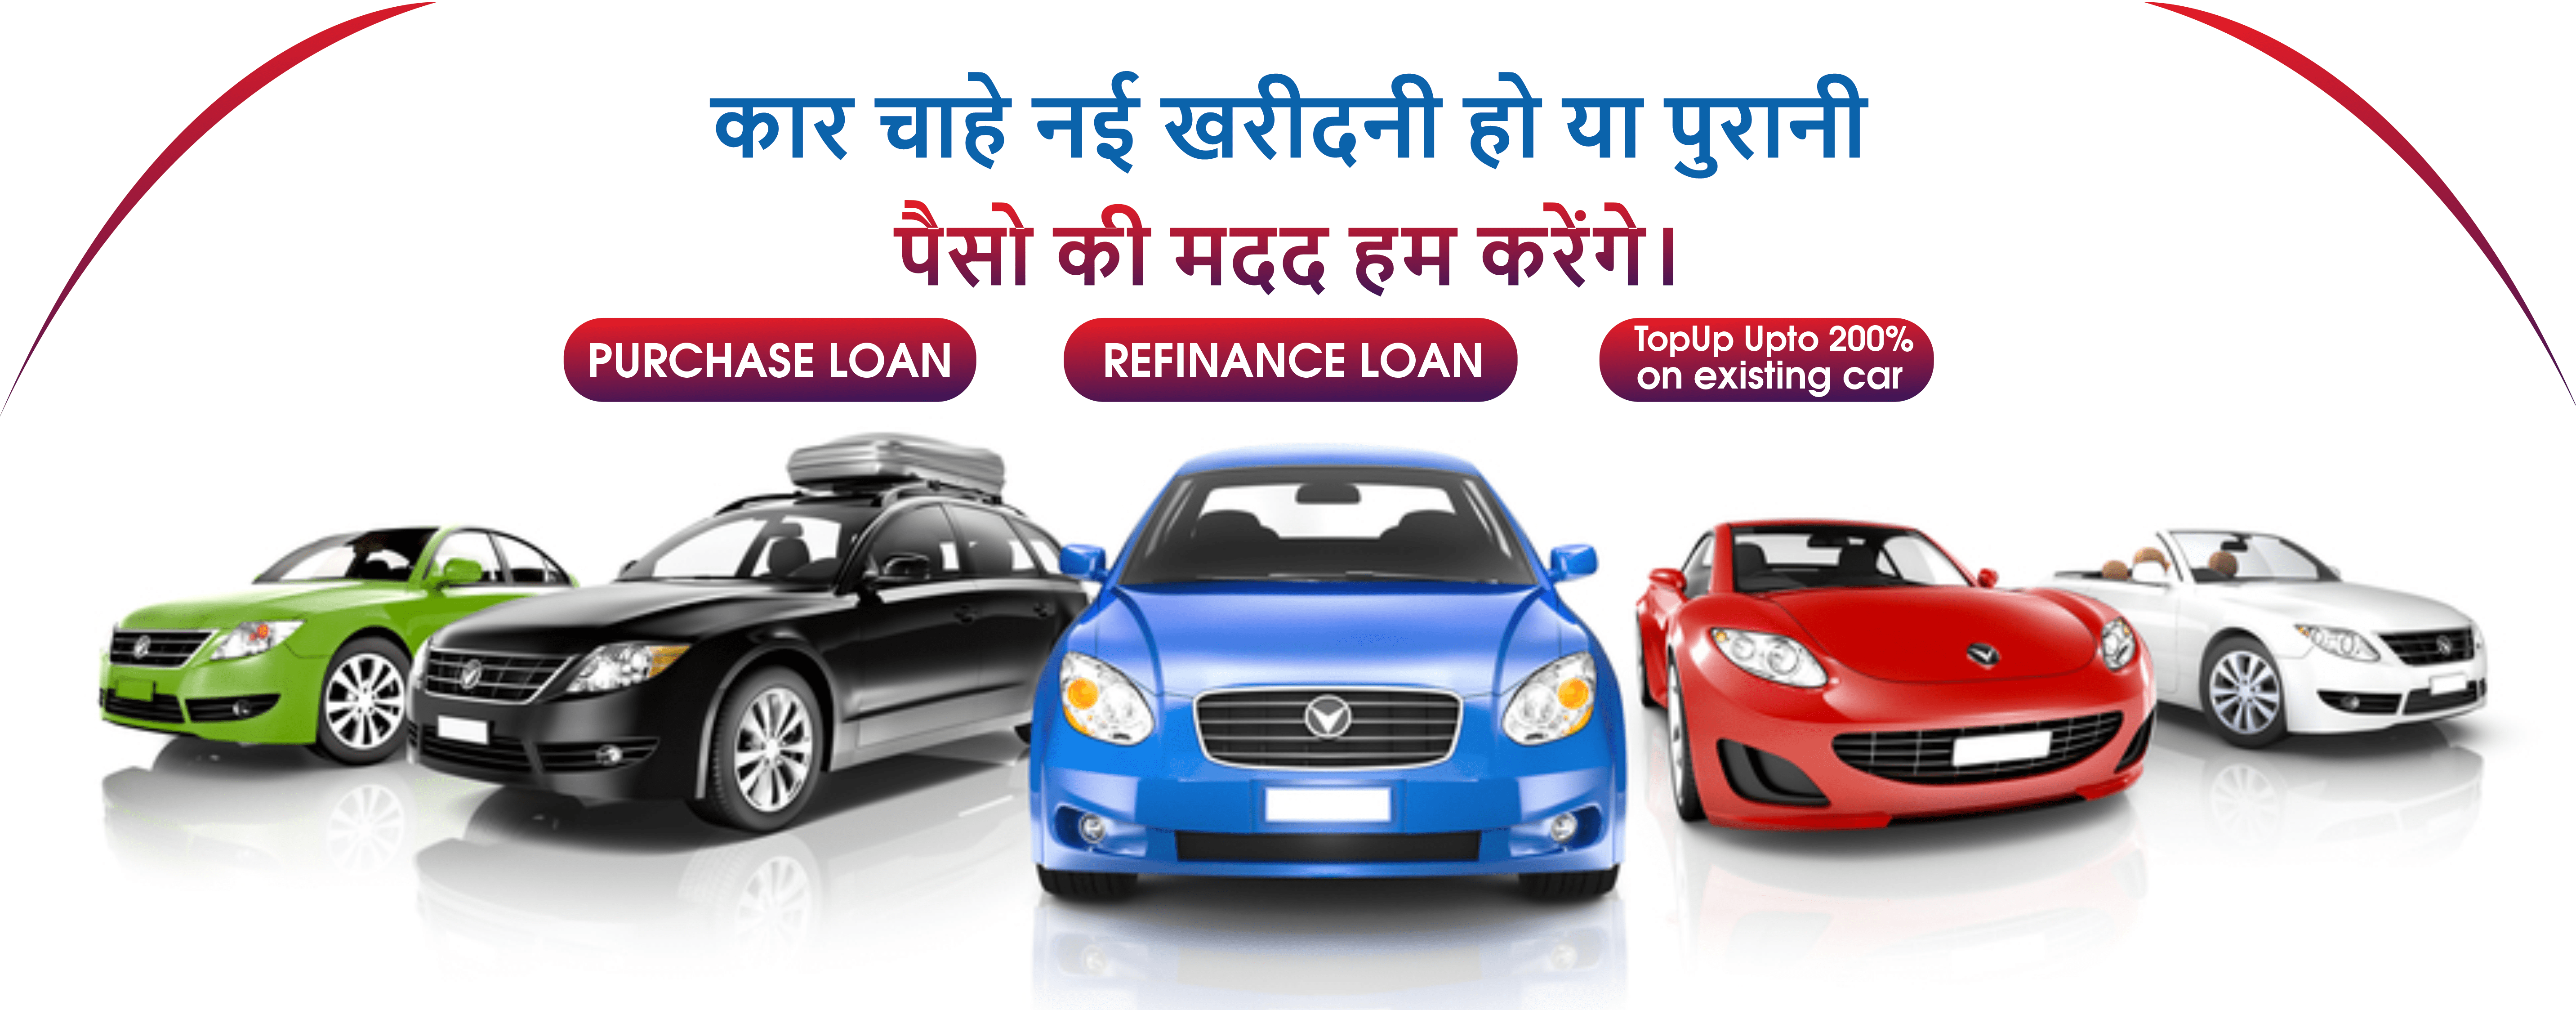 कार चाहे नई खरीदनी हो या पुरानी
पैसो की मदद हम करेंगे।
PURCHASE LOAN
REFINANCE LOAN
TopUp Upto 200%
on existing car